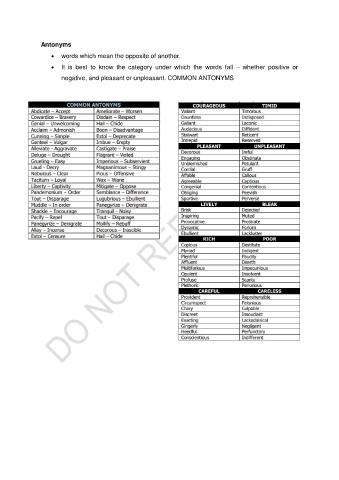 Antonyms
• words which mean the opposite of another.
• It is best to know the category under which the words fall – whether positive or
negative, and pleasant or unpleasant. COMMON ANTONYMS
COMMON ANTONYMS
Abdicate – Accept Ameliorate – Worsen
Cowardice – Bravery Disdain – Respect
Genial – Unwelcoming Hail – Chide
Acclaim – Admonish Boon – Disadvantage
Cunning – Simple Extol – Deprecate
Genteel – Vulgar Imbue – Empty
Alleviate – Aggravate Castigate – Praise
Deluge – Drought Flagrant – Veiled
Grueling – Easy Imperious – Subservient
Laud – Decry Magnanimous – Stingy
Nebulous – Clear Pious – Offensive
Taciturn – Loyal Wax – Wane
Liberty – Captivity Mitigate – Oppose
Pandemonium – Order Semblance – Difference
Tout – Disparage Lugubrious – Ebullient
Muddle – In order Panegyrize – Denigrate
Shackle – Encourage Tranquil – Noisy
Pacify – Repel Tout – Disparage
Panegyrize – Denigrate Mollify – Rebuff
Allay – Incense Decorous – Irascible
Extol – Censure Hail – Chide
COURAGEOUS TIMID
Valiant Timorous
Dauntless Indisposed
Gallant Laconic
Audacious Diffident
Stalwart Reticent
Intrepid Reserved
PLEASANT UNPLEASANT
Decorous Awful
Engaging Obstinate
Unblemished Petulant
Cordial Gruff
Affable Callous
Agreeable Captious
Congenial Contentious
Obliging Peevish
Sportive Perverse
LIVELY BLEAK
Brisk Dejected
Inspiring Muted
Provocative Prostrate
Dynamic Forlorn
Ebullient Lackluster
RICH POOR
Copious Destitute
Myriad Indigent
Plentiful Paucity
Affluent Dearth
Multifarious Impecunious
Opulent Insolvent
Profuse Scanty
Plethoric Penurious
CAREFUL CARELESS
Provident Reprehensible
Circumspect Felonious
Chary Culpable
Discreet Insouciant
Exacting Lackadaisical
Gingerly Negligent
Heedful Perfunctory
Conscientious Indifferent